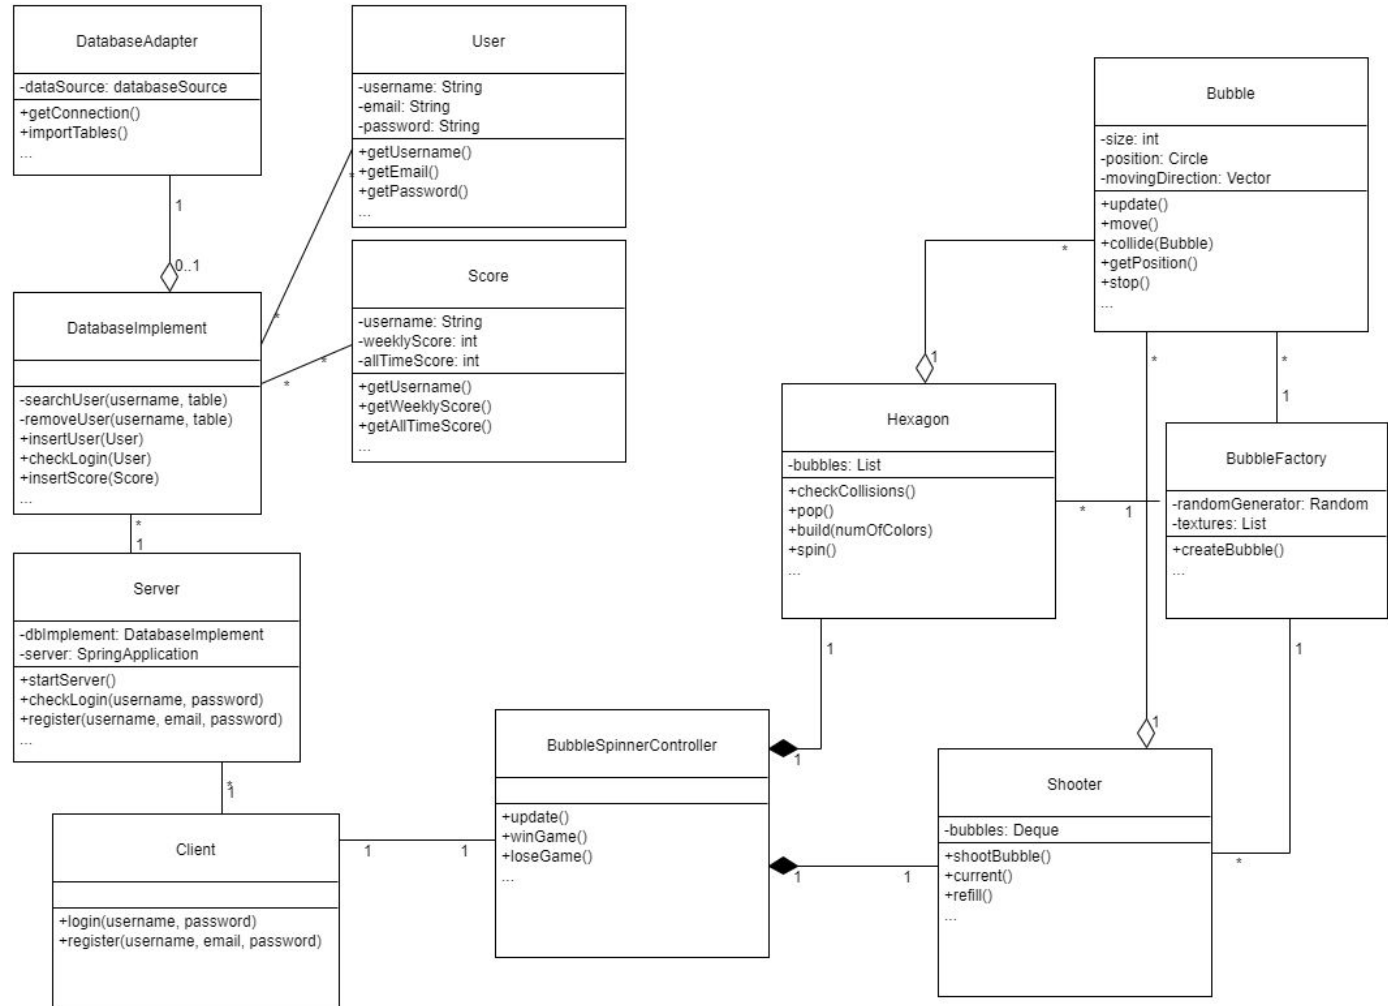 DatabaseAdapter
-dataSource: databaseSource
+getConnection()
+importTables()
...
1
0..1
User
-username: String
-email: String
-password: String
+getUsername()
+getEmail()
+getPassword()
...
*
*
Score
-username: String
-weeklyScore: int
-allTimeScore: int
+getUsername()
+getWeeklyScore()
+getAllTimeScore()
...
*
*
DatabaseImplement
-searchUser(username, table)
-removeUser(username, table)
+insertUser(User)
+checkLogin(User)
+insertScore(Score)
...
*
1
Server
-dbImplement: DatabaseImplement
-server: SpringApplication
+startServer()
+checkLogin(username, password)
+register(username, email, password)
...
*
1
Client
+login(username, password)
+register(username, email, password)
1
1
BubbleSpinnerController
+update()
+winGame()
+loseGame()
...
1
1
1
1
Bubble
-size: int
-position: Circle
-movingDirection: Vector
+update()
+move()
+collide(Bubble)
+getPosition()
+stop()
...
*
1
*
1
*
1
Hexagon
-bubbles: List
+checkCollisions()
+pop()
+build(numOfColors)
+spin()
...
*
1
BubbleFactory
-randomGenerator: Random
-textures: List
+createBubble()
...
1
*
Shooter
-bubbles: Deque
+shootBubble()
+current()
+refill()
...